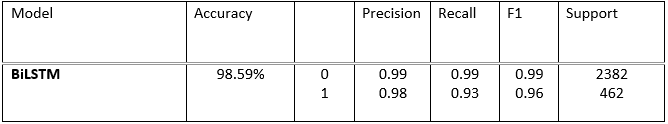 Model Accuracy Precision Recall F1 Support
BiLSTM 98.59% 0 0.99 0.99 0.99 2382
1 0.98 0.93 0.96 462